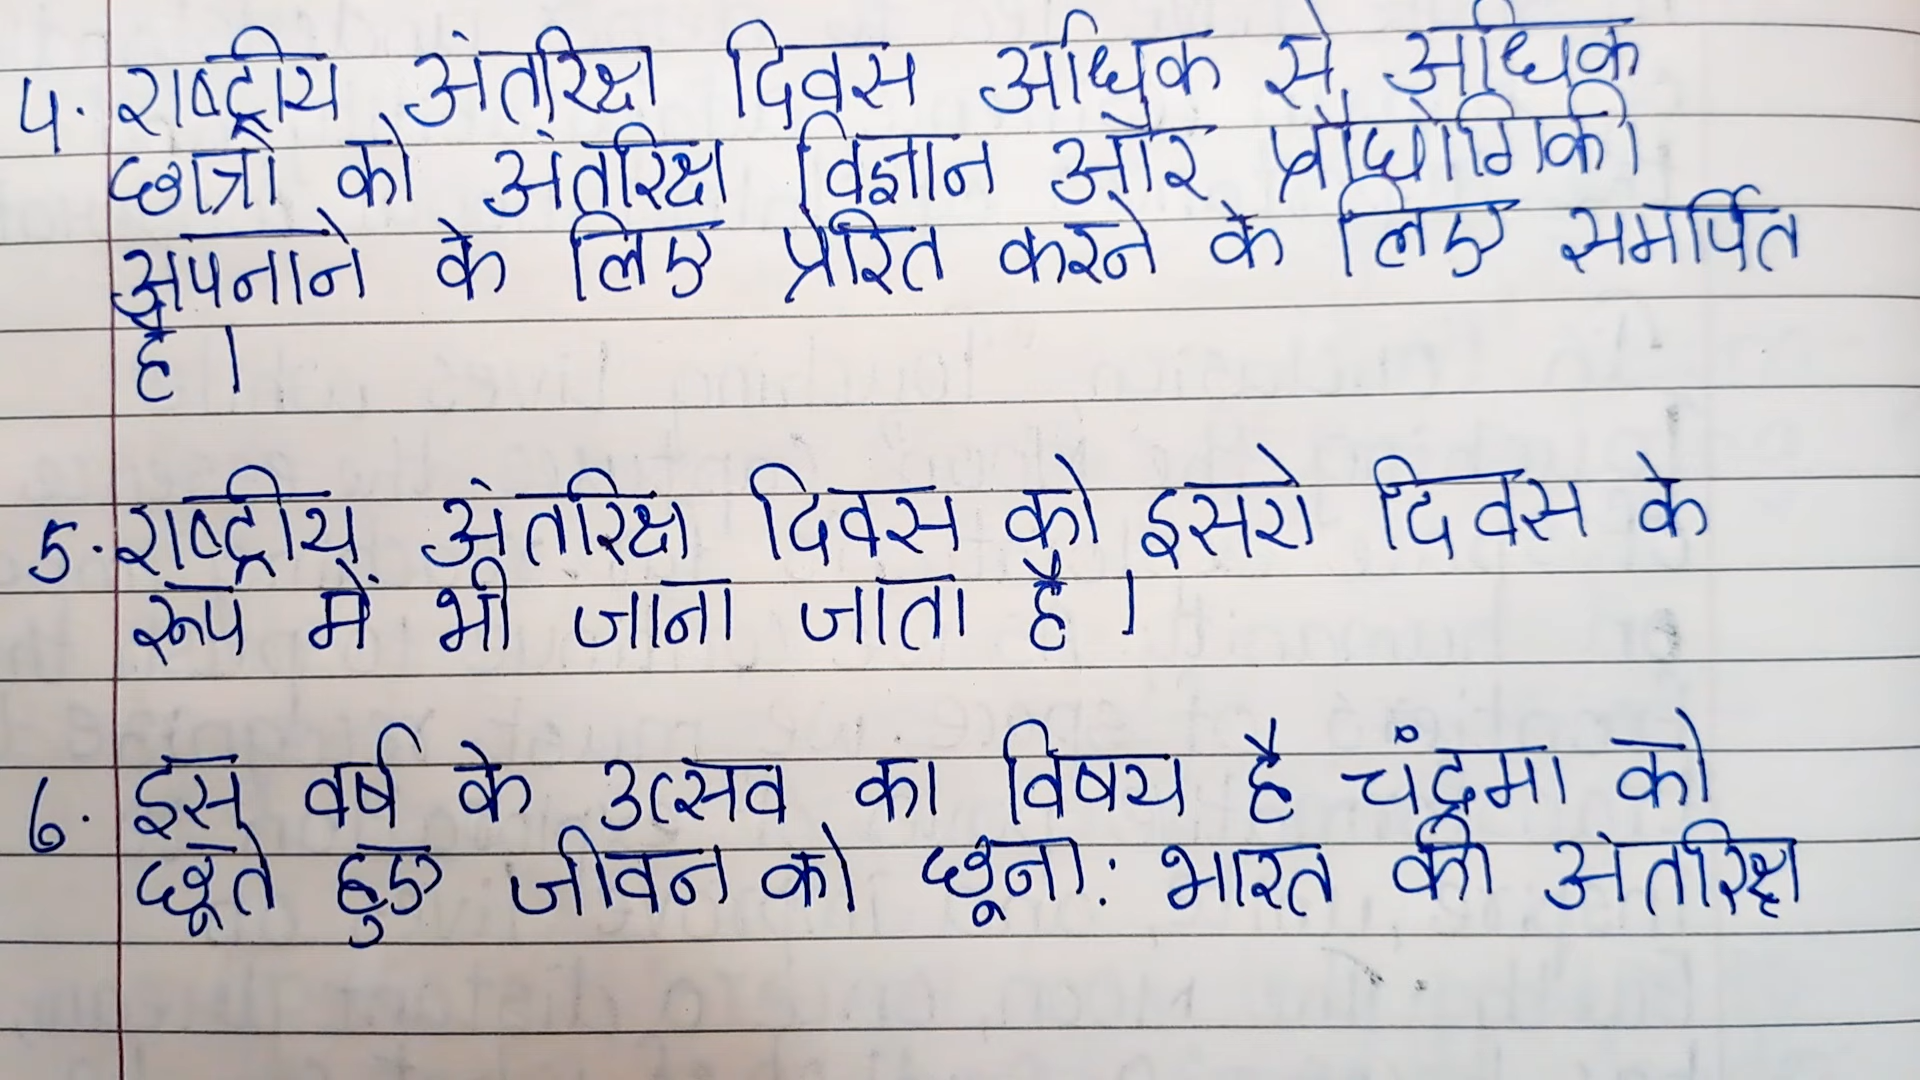 4. राष्ट्रीय अंतरिक्ष दिवस अधिक से अधिक
छात्रों को अंतरिक्ष विज्ञान और प्रौद्योगिकी
अपनाने के लिए प्रेरित करने के लिए समर्पित
है।
5. राष्ट्रीय अंतरिक्ष दिवस को इसरो दिवस के
रूप में भी जाना जाता है।
6. इस वर्ष के उत्सव का विषय है चंद्रमा को
छूते हुए जीवन को छूना: भारत की अंतरिक्ष